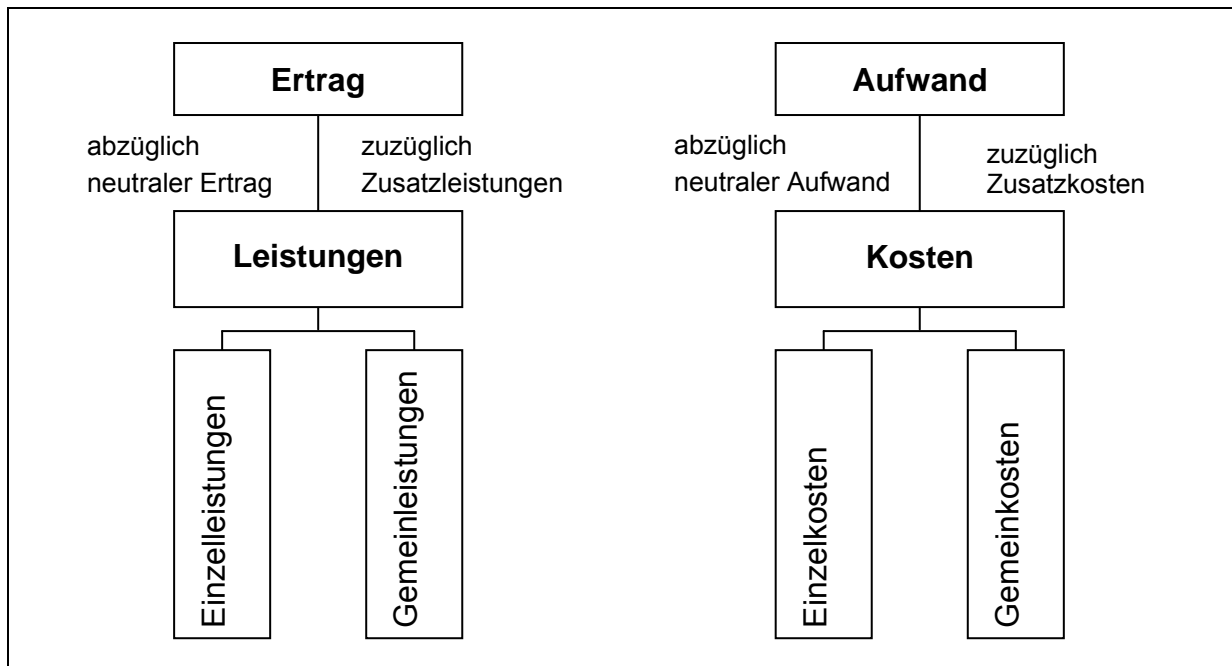 Ertrag
abzüglich
neutraler Ertrag
zuzüglich
Zusatzleistungen
Leistungen
Einzelleistungen
Gemeinleistungen
Aufwand
abzüglich
neutraler Aufwand
zuzüglich
Zusatzkosten
Kosten
Einzelkosten
Gemeinkosten